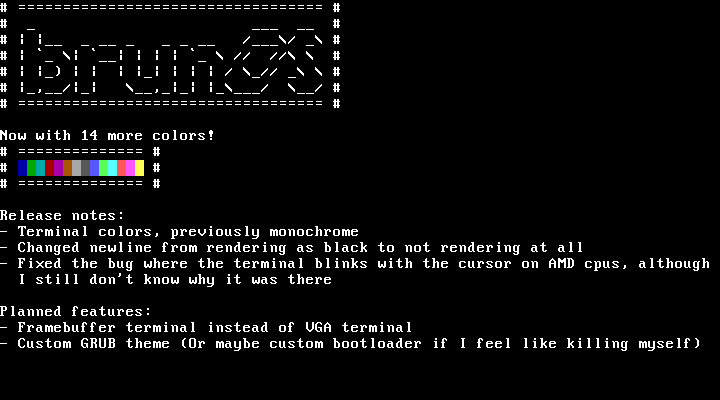 brunOS
Now with 14 more colors!
Release notes:
- Terminal colors, previously monochrome
- Changed newline from rendering as black to not rendering at all
- Fixed the bug where the terminal blinks with the cursor on AMD cpus, although
I still don't know why it was there
Planned features:
- Framebuffer terminal instead of VGA terminal
- Custom GRUB theme (Or maybe custom bootloader if I feel like killing myself)